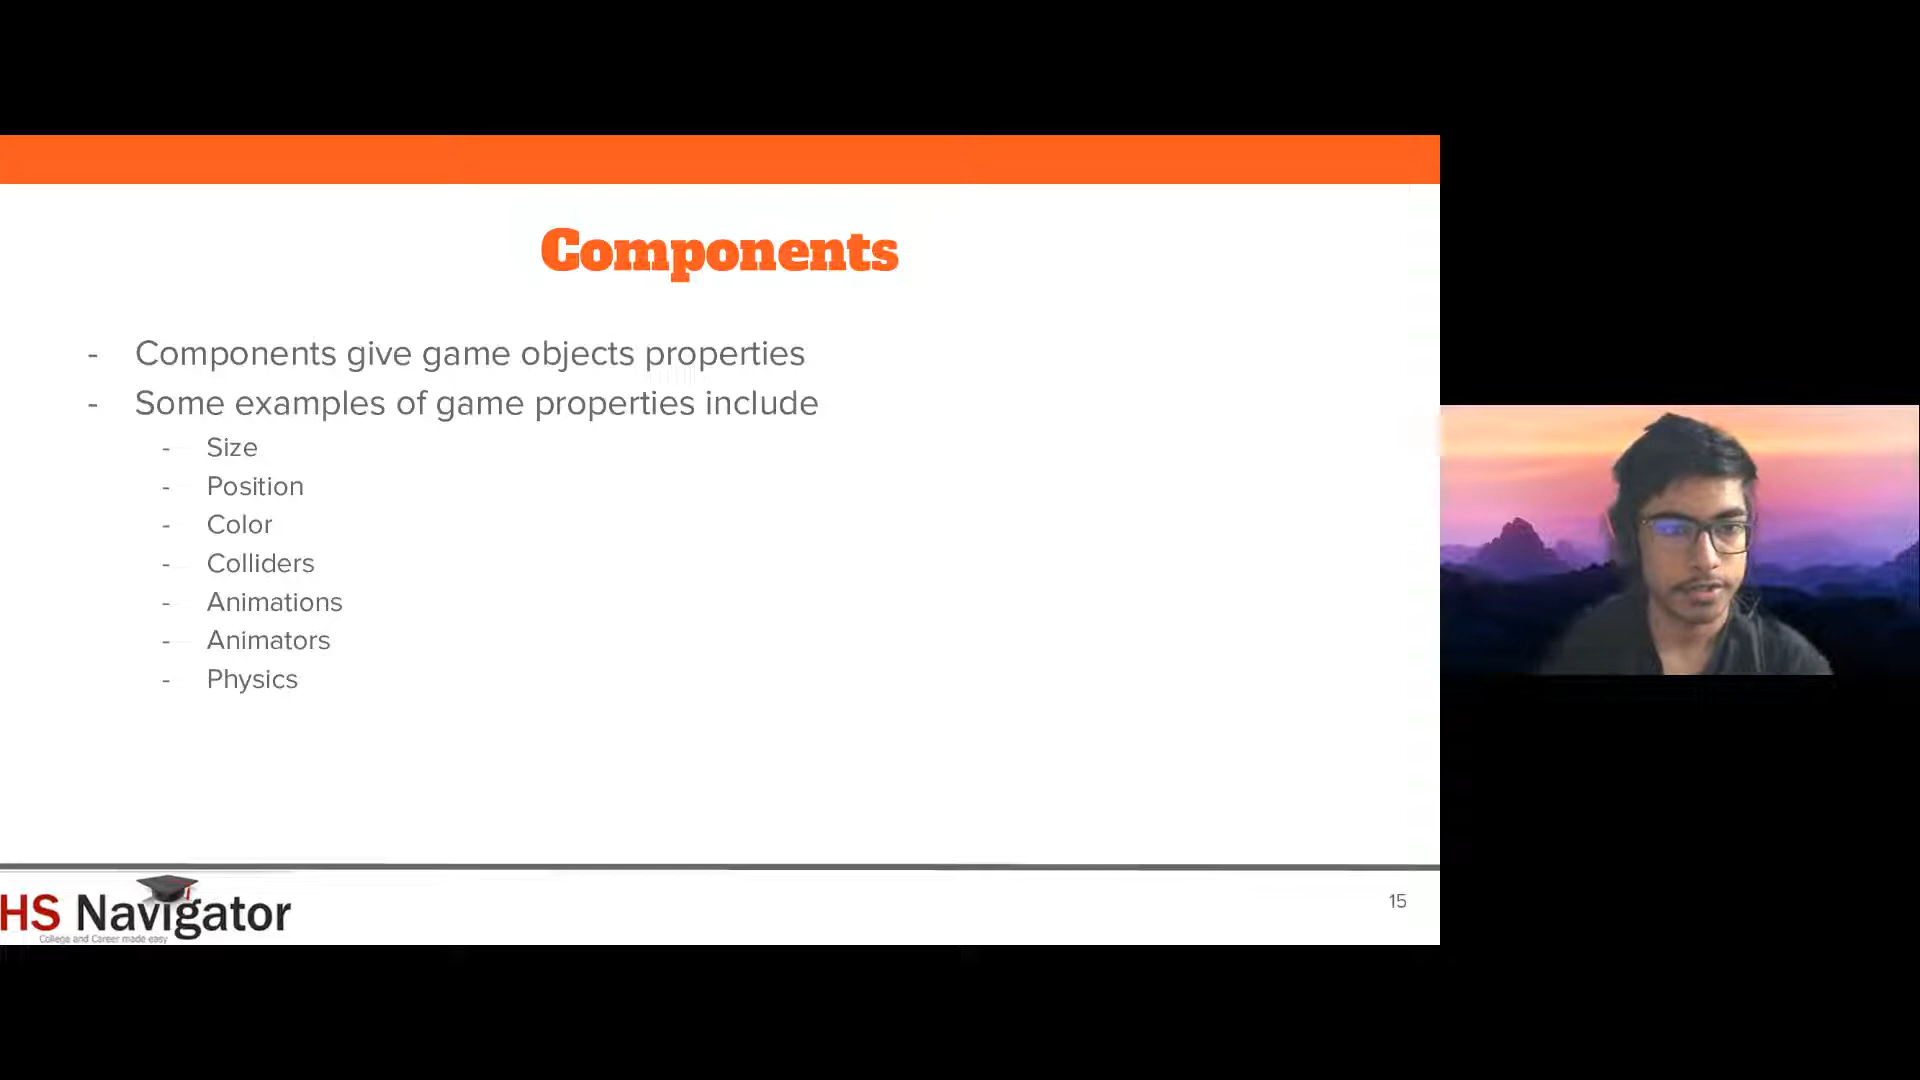 Components
- Components give game objects properties
- Some examples of game properties include
- Size
- Position
- Color
- Colliders
- Animations
- Animators
- Physics
HS Navigator
College and Career made easy
15